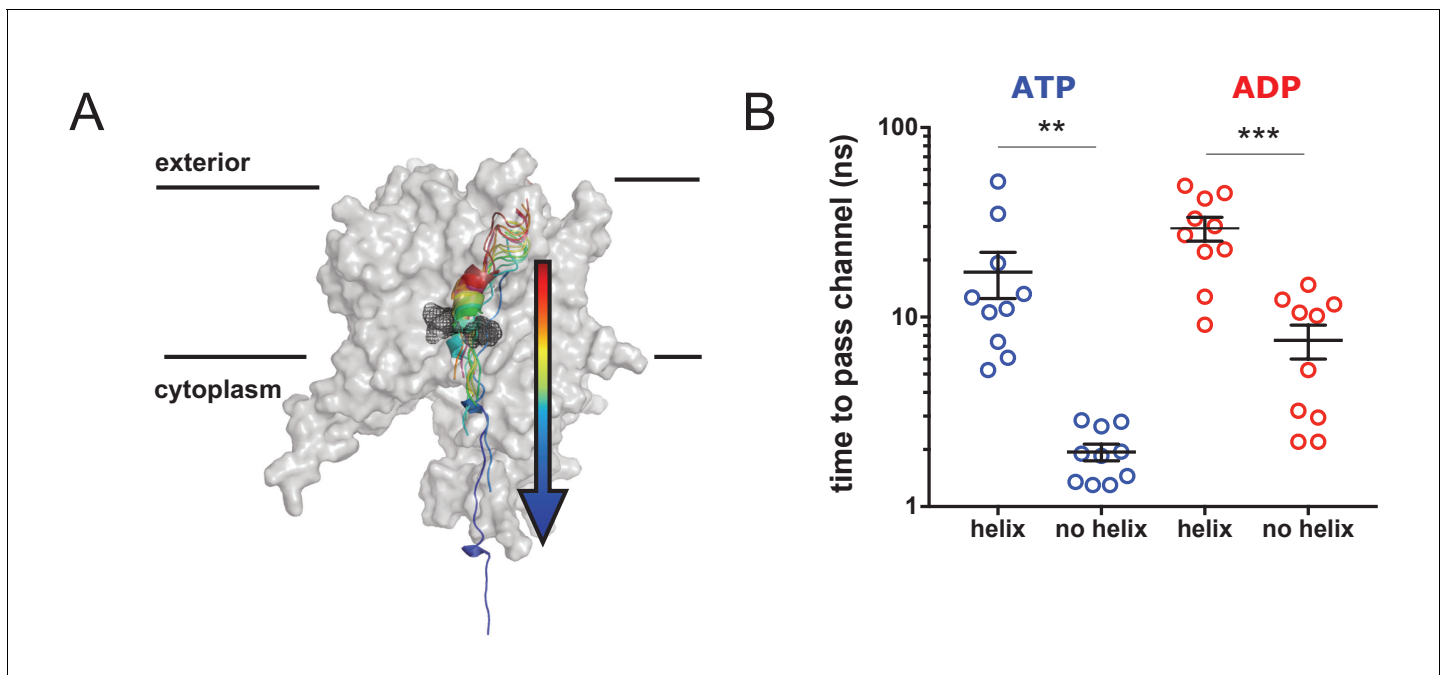 A
exterior
cytoplasm
B
ATP
ADP
**
***
time to pass channel (ns)
100
10
1
helix
no helix
helix
no helix